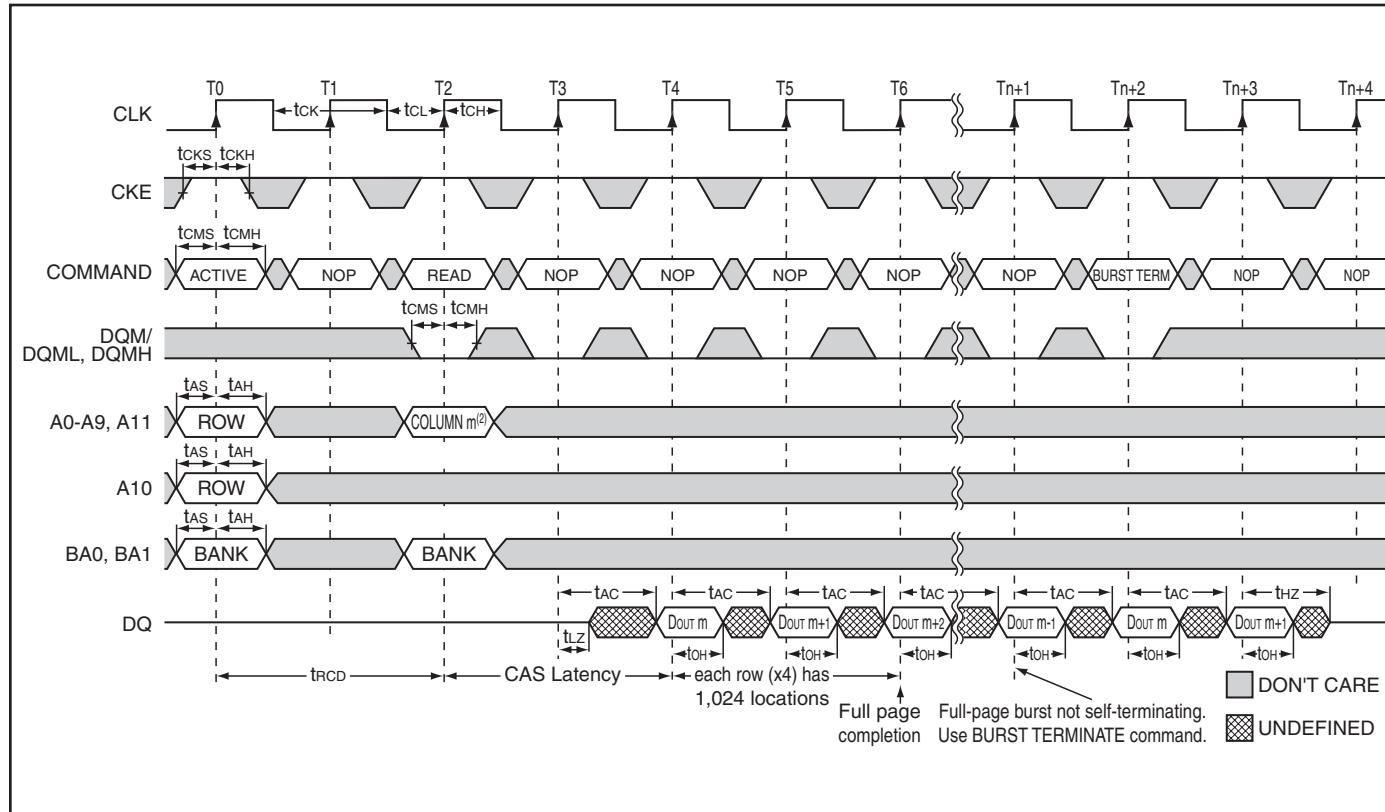 T0 T1 T2 T3 T4 T5 T6 Tn+1 Tn+2 Tn+3 Tn+4
CLK
tCK tCL tCH
tCKS tCKH
CKE
tCMS tCMH
COMMAND ACTIVE NOP READ NOP NOP NOP NOP NOP BURST TERM NOP NOP
tCMS tCMH
DQM/
DQML, DQMH
tAS tAH
A0-A9, A11 ROW COLUMN m(2)
tAS tAH
A10 ROW
tAS tAH
BA0, BA1 BANK BANK
tAC tAC tAC tAC tAC tAC tHZ
DQ DOUT m DOUT m+1 DOUT m+2 DOUT m-1 DOUT m DOUT m+1
tLZ tOH tOH tOH tOH tOH tOH
tRCD CAS Latency each row (x4) has
1,024 locations
Full page
completion
Full-page burst not self-terminating.
Use BURST TERMINATE command.
DON'T CARE
UNDEFINED